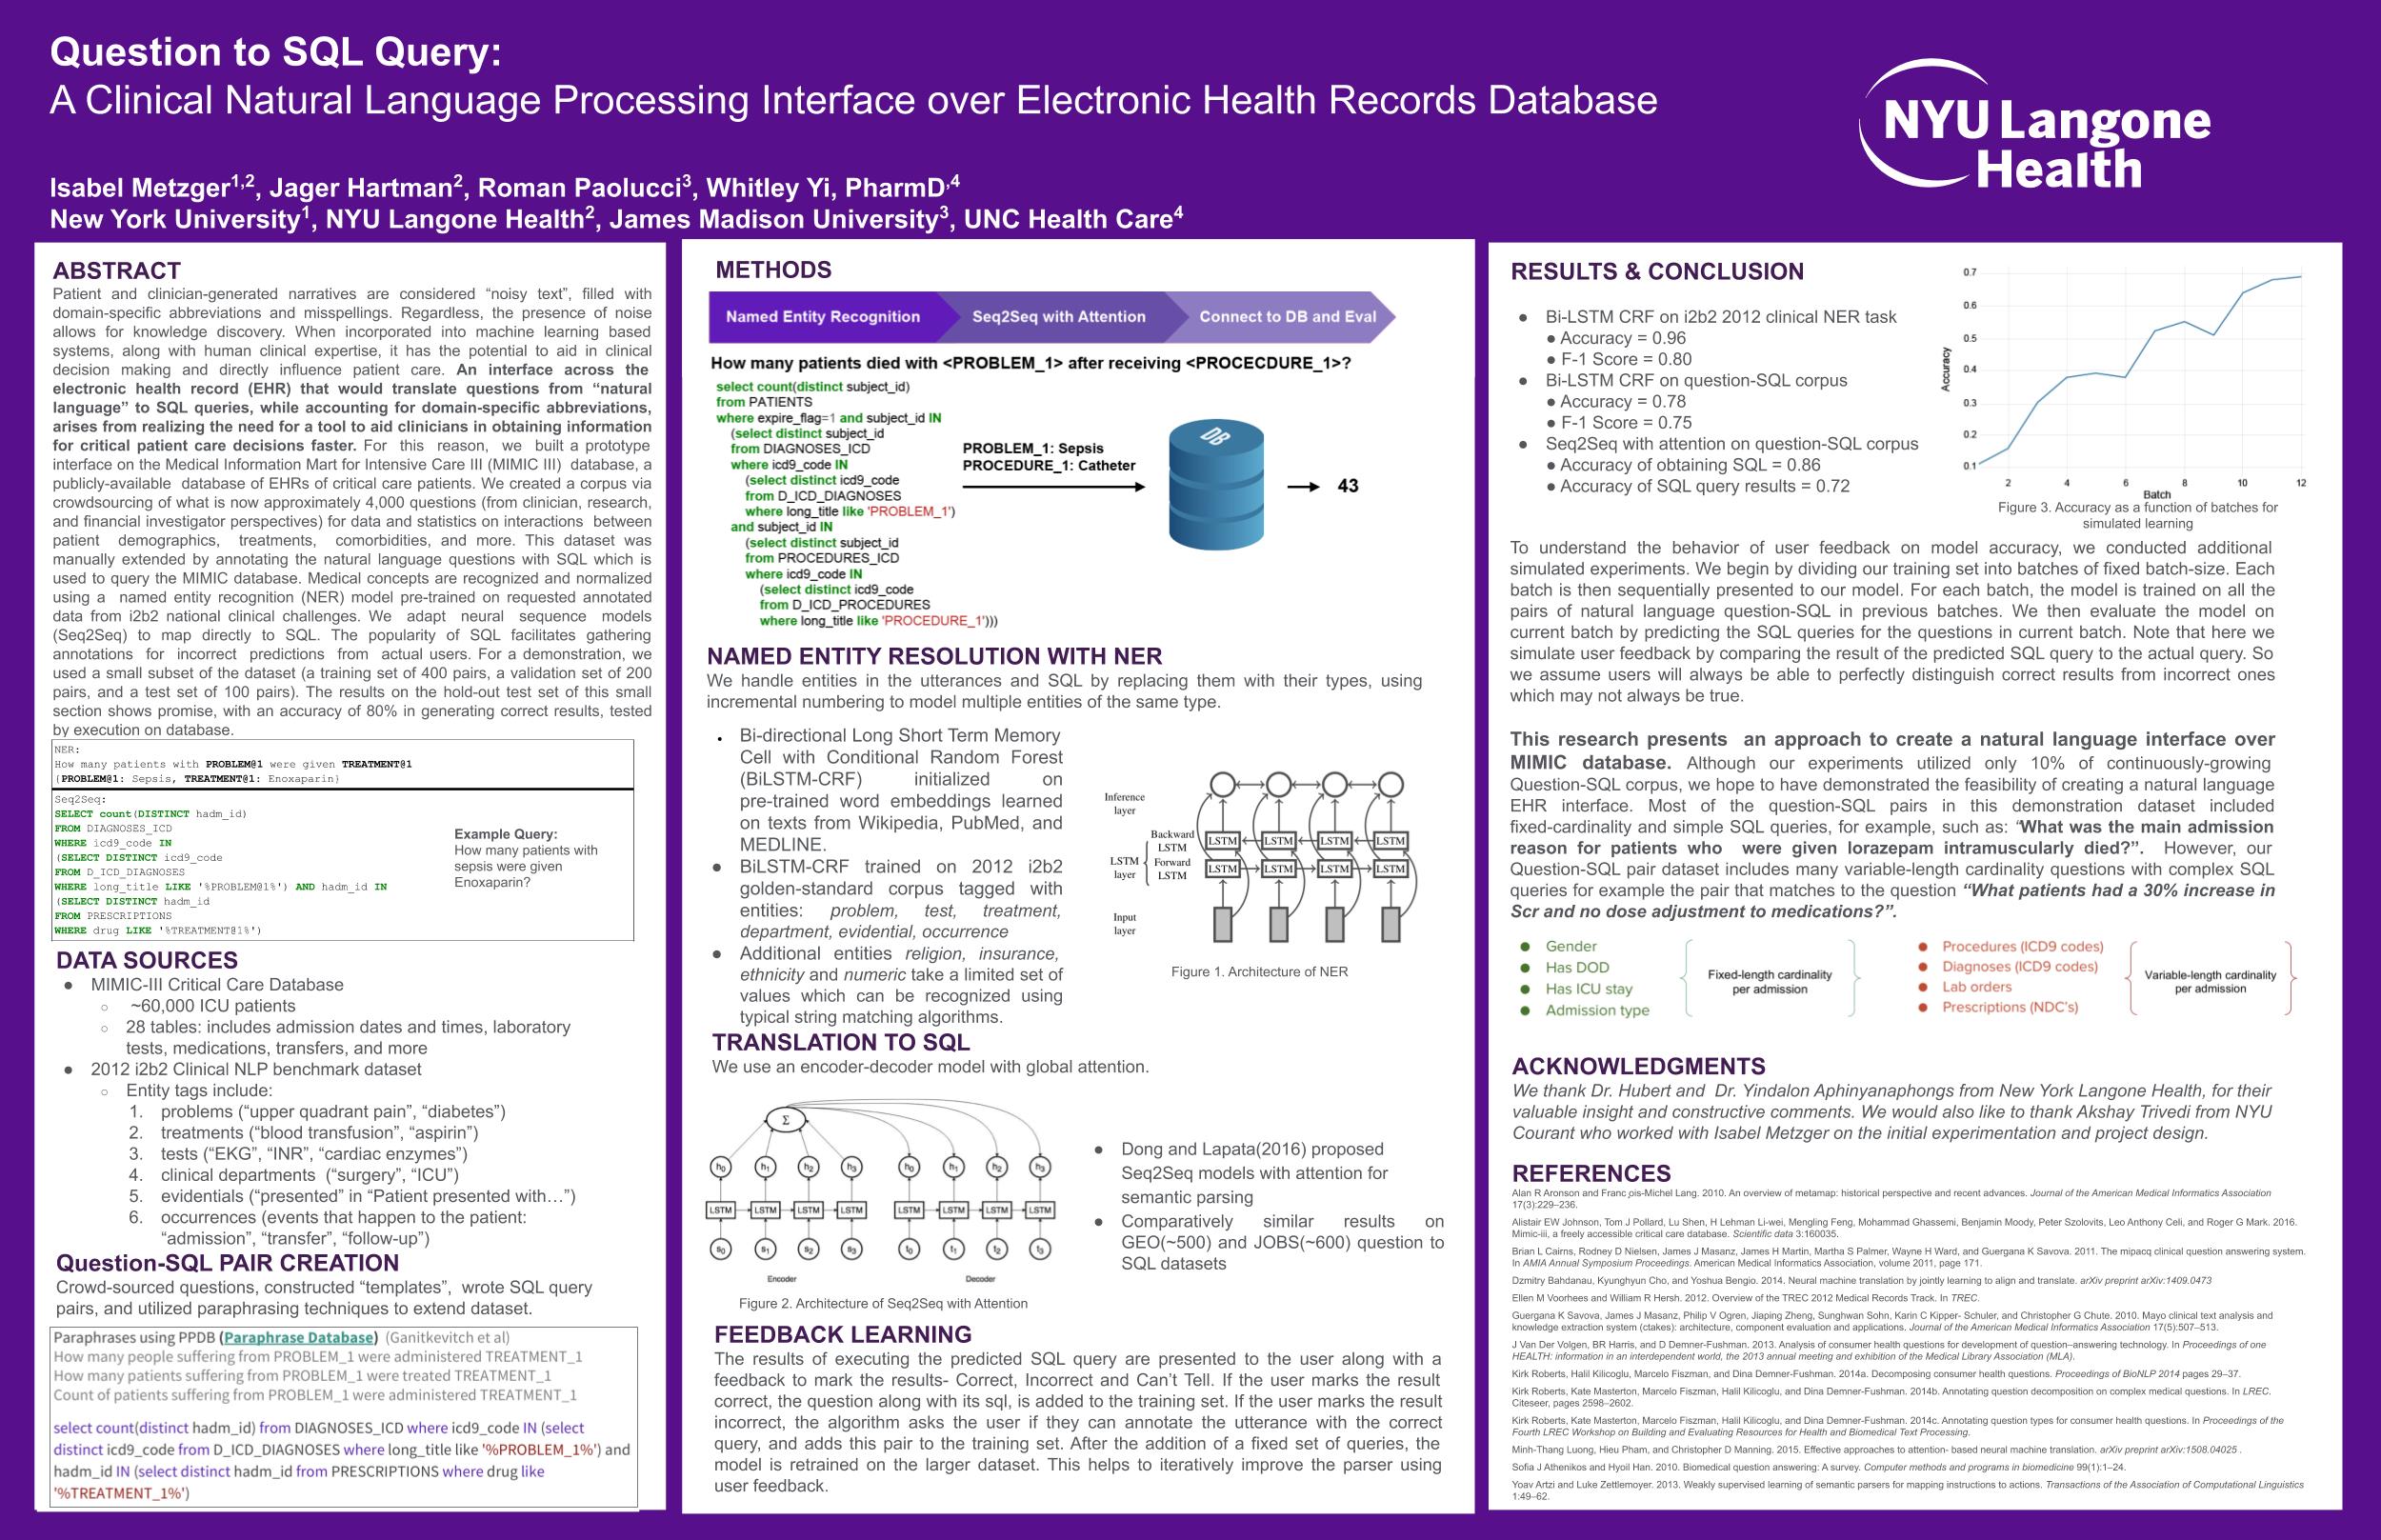 Question to SQL Query:
A Clinical Natural Language Processing Interface over Electronic Health Records Database
NYU Langone
Health
Isabel Metzger1,2, Jager Hartman2, Roman Paolucci3, Whitley Yi, PharmD,4
New York University1, NYU Langone Health2, James Madison University3, UNC Health Care4
ABSTRACT
Patient and clinician-generated narratives are considered “noisy text”, filled with
domain-specific abbreviations and misspellings. Regardless, the presence of noise
allows for knowledge discovery. When incorporated into machine learning based
systems, along with human clinical expertise, it has the potential to aid in clinical
decision making and directly influence patient care. An interface across the
electronic health record (EHR) that would translate questions from “natural
language” to SQL queries, while accounting for domain-specific abbreviations,
arises from realizing the need for a tool to aid clinicians in obtaining information
for critical patient care decisions faster. For this reason, we built a prototype
interface on the Medical Information Mart for Intensive Care III (MIMIC III) database, a
publicly-available database of EHRs of critical care patients. We created a corpus via
crowdsourcing of what is now approximately 4,000 questions (from clinician, research,
and financial investigator perspectives) for data and statistics on interactions between
patient demographics, treatments, comorbidities, and more. This dataset was
manually extended by annotating the natural language questions with SQL which is
used to query the MIMIC database. Medical concepts are recognized and normalized
using a named entity recognition (NER) model pre-trained on requested annotated
data from i2b2 national clinical challenges. We adapt neural sequence models
(Seq2Seq) to map directly to SQL. The popularity of SQL facilitates gathering
annotations for incorrect predictions from actual users. For a demonstration, we
used a small subset of the dataset (a training set of 400 pairs, a validation set of 200
pairs, and a test set of 100 pairs). The results on the hold-out test set of this small
section shows promise, with an accuracy of 80% in generating correct results, tested
by execution on database.
NER:
How many patients with PROBLEM@1 were given TREATMENT@1
{PROBLEM@1: Sepsis, TREATMENT@1: Enoxaparin}
Seq2Seq:
SELECT count(DISTINCT hadm_id)
FROM DIAGNOSES_ICD
WHERE icd9_code IN
(SELECT DISTINCT icd9_code
FROM D_ICD_DIAGNOSES
WHERE long_title LIKE '%PROBLEM@1%') AND hadm_id IN
(SELECT DISTINCT hadm_id
FROM PRESCRIPTIONS
WHERE drug LIKE '%TREATMENT@1%')
Example Query:
How many patients with
sepsis were given
Enoxaparin?
DATA SOURCES
● MIMIC-III Critical Care Database
○ ~60,000 ICU patients
○ 28 tables: includes admission dates and times, laboratory
tests, medications, transfers, and more
● 2012 i2b2 Clinical NLP benchmark dataset
○ Entity tags include:
1. problems (“upper quadrant pain”, “diabetes”)
2. treatments (“blood transfusion”, “aspirin”)
3. tests (“EKG”, “INR”, “cardiac enzymes”)
4. clinical departments (“surgery”, “ICU”)
5. evidentials (“presented” in “Patient presented with…”)
6. occurrences (events that happen to the patient:
“admission”, “transfer”, “follow-up”)
Question-SQL PAIR CREATION
Crowd-sourced questions, constructed “templates”, wrote SQL query
pairs, and utilized paraphrasing techniques to extend dataset.
Paraphrases using PPDB (Paraphrase Database) (Ganitkevitch et al)
How many people suffering from PROBLEM_1 were administered TREATMENT_1
How many patients suffering from PROBLEM_1 were treated TREATMENT_1
Count of patients suffering from PROBLEM_1 were administered TREATMENT_1
select count(distinct hadm_id) from DIAGNOSES_ICD where icd9_code IN (select
distinct icd9_code from D_ICD_DIAGNOSES where long_title like '%PROBLEM_1%') and
hadm_id IN (select distinct hadm_id from PRESCRIPTIONS where drug like
'%TREATMENT_1%')
METHODS
Named Entity Recognition
Seq2Seq with Attention
Connect to DB and Eval
How many patients died with <PROBLEM_1> after receiving <PROCECDURE_1>?
select count(distinct subject_id)
from PATIENTS
where expire_flag=1 and subject_id IN
(select distinct subject_id
from DIAGNOSES_ICD
where icd9_code IN
(select distinct icd9_code
from D_ICD_DIAGNOSES
where long_title like 'PROBLEM_1')
and subject_id IN
(select distinct subject_id
from PROCEDURES_ICD
where icd9_code IN
(select distinct icd9_code
from D_ICD_PROCEDURES
where long_title like 'PROCEDURE_1')))
PROBLEM_1: Sepsis
PROCEDURE_1: Catheter
DB
43
NAMED ENTITY RESOLUTION WITH NER
We handle entities in the utterances and SQL by replacing them with their types, using
incremental numbering to model multiple entities of the same type.
● Bi-directional Long Short Term Memory
Cell with Conditional Random Forest
(BiLSTM-CRF) initialized on
pre-trained word embeddings learned
on texts from Wikipedia, PubMed, and
MEDLINE.
● BiLSTM-CRF trained on 2012 i2b2
golden-standard corpus tagged with
entities: problem, test, treatment,
department, evidential, occurrence
● Additional entities religion, insurance,
ethnicity and numeric take a limited set of
values which can be recognized using
typical string matching algorithms.
Inference
layer
Backward
LSTM
LSTM
layer
Forward
LSTM
Input
layer
LSTM LSTM LSTM LSTM
LSTM LSTM LSTM LSTM
Figure 1. Architecture of NER
TRANSLATION TO SQL
We use an encoder-decoder model with global attention.
Σ
h0 h1 h2 h3 h0 h1 h2 h3
LSTM LSTM LSTM LSTM LSTM LSTM LSTM LSTM
s0 s1 s2 s3 t0 t1 t2 t3
Encoder Decoder
Figure 2. Architecture of Seq2Seq with Attention
● Dong and Lapata(2016) proposed
Seq2Seq models with attention for
semantic parsing
● Comparatively similar results on
GEO(~500) and JOBS(~600) question to
SQL datasets
FEEDBACK LEARNING
The results of executing the predicted SQL query are presented to the user along with a
feedback to mark the results- Correct, Incorrect and Can’t Tell. If the user marks the result
correct, the question along with its sql, is added to the training set. If the user marks the result
incorrect, the algorithm asks the user if they can annotate the utterance with the correct
query, and adds this pair to the training set. After the addition of a fixed set of queries, the
model is retrained on the larger dataset. This helps to iteratively improve the parser using
user feedback.
RESULTS & CONCLUSION
● Bi-LSTM CRF on i2b2 2012 clinical NER task
● Accuracy = 0.96
● F-1 Score = 0.80
● Bi-LSTM CRF on question-SQL corpus
● Accuracy = 0.78
● F-1 Score = 0.75
● Seq2Seq with attention on question-SQL corpus
● Accuracy of obtaining SQL = 0.86
● Accuracy of SQL query results = 0.72
0.7
0.6
0.5
0.4
0.3
0.2
0.1
Accuracy
2 4 6 8 10 12
Batch
Figure 3. Accuracy as a function of batches for
simulated learning
To understand the behavior of user feedback on model accuracy, we conducted additional
simulated experiments. We begin by dividing our training set into batches of fixed batch-size. Each
batch is then sequentially presented to our model. For each batch, the model is trained on all the
pairs of natural language question-SQL in previous batches. We then evaluate the model on
current batch by predicting the SQL queries for the questions in current batch. Note that here we
simulate user feedback by comparing the result of the predicted SQL query to the actual query. So
we assume users will always be able to perfectly distinguish correct results from incorrect ones
which may not always be true.
This research presents an approach to create a natural language interface over
MIMIC database. Although our experiments utilized only 10% of continuously-growing
Question-SQL corpus, we hope to have demonstrated the feasibility of creating a natural language
EHR interface. Most of the question-SQL pairs in this demonstration dataset included
fixed-cardinality and simple SQL queries, for example, such as: “What was the main admission
reason for patients who were given lorazepam intramuscularly died?”. However, our
Question-SQL pair dataset includes many variable-length cardinality questions with complex SQL
queries for example the pair that matches to the question “What patients had a 30% increase in
Scr and no dose adjustment to medications?”.
● Gender
● Has DOD
● Has ICU stay
● Admission type
Fixed-length cardinality
per admission
● Procedures (ICD9 codes)
● Diagnoses (ICD9 codes)
● Lab orders
● Prescriptions (NDC's)
Variable-length cardinality
per admission
ACKNOWLEDGMENTS
We thank Dr. Hubert and Dr. Yindalon Aphinyanaphongs from New York Langone Health, for their
valuable insight and constructive comments. We would also like to thank Akshay Trivedi from NYU
Courant who worked with Isabel Metzger on the initial experimentation and project design.
REFERENCES
Alan R Aronson and Franc¸ois-Michel Lang. 2010. An overview of metamap: historical perspective and recent advances. Journal of the American Medical Informatics Association
17(3):229–236.
Alistair EW Johnson, Tom J Pollard, Lu Shen, H Lehman Li-wei, Mengling Feng, Mohammad Ghassemi, Benjamin Moody, Peter Szolovits, Leo Anthony Celi, and Roger G Mark. 2016.
Mimic-iii, a freely accessible critical care database. Scientific data 3:160035.
Brian L Cairns, Rodney D Nielsen, James J Masanz, James H Martin, Martha S Palmer, Wayne H Ward, and Guergana K Savova. 2011. The mipacq clinical question answering system.
In AMIA Annual Symposium Proceedings. American Medical Informatics Association, volume 2011, page 171.
Dzmitry Bahdanau, Kyunghyun Cho, and Yoshua Bengio. 2014. Neural machine translation by jointly learning to align and translate. arXiv preprint arXiv:1409.0473
Ellen M Voorhees and William R Hersh. 2012. Overview of the TREC 2012 Medical Records Track. In TREC.
Guergana K Savova, James J Masanz, Philip V Ogren, Jiaping Zheng, Sunghwan Sohn, Karin C Kipper- Schuler, and Christopher G Chute. 2010. Mayo clinical text analysis and
knowledge extraction system (ctakes): architecture, component evaluation and applications. Journal of the American Medical Informatics Association 17(5):507–513.
J Van Der Volgen, BR Harris, and D Demner-Fushman. 2013. Analysis of consumer health questions for development of question–answering technology. In Proceedings of one
HEALTH: information in an interdependent world, the 2013 annual meeting and exhibition of the Medical Library Association (MLA).
Kirk Roberts, Halil Kilicoglu, Marcelo Fiszman, and Dina Demner-Fushman. 2014a. Decomposing consumer health questions. Proceedings of BioNLP 2014 pages 29–37.
Kirk Roberts, Kate Masterton, Marcelo Fiszman, Halil Kilicoglu, and Dina Demner-Fushman. 2014b. Annotating question decomposition on complex medical questions. In LREC.
Citeseer, pages 2598–2602.
Kirk Roberts, Kate Masterton, Marcelo Fiszman, Halil Kilicoglu, and Dina Demner-Fushman. 2014c. Annotating question types for consumer health questions. In Proceedings of the
Fourth LREC Workshop on Building and Evaluating Resources for Health and Biomedical Text Processing.
Minh-Thang Luong, Hieu Pham, and Christopher D Manning. 2015. Effective approaches to attention- based neural machine translation. arXiv preprint arXiv:1508.04025 .
Sofia J Athenikos and Hyoil Han. 2010. Biomedical question answering: A survey. Computer methods and programs in biomedicine 99(1):1–24.
Yoav Artzi and Luke Zettlemoyer. 2013. Weakly supervised learning of semantic parsers for mapping instructions to actions. Transactions of the Association of Computational Linguistics
1:49–62.